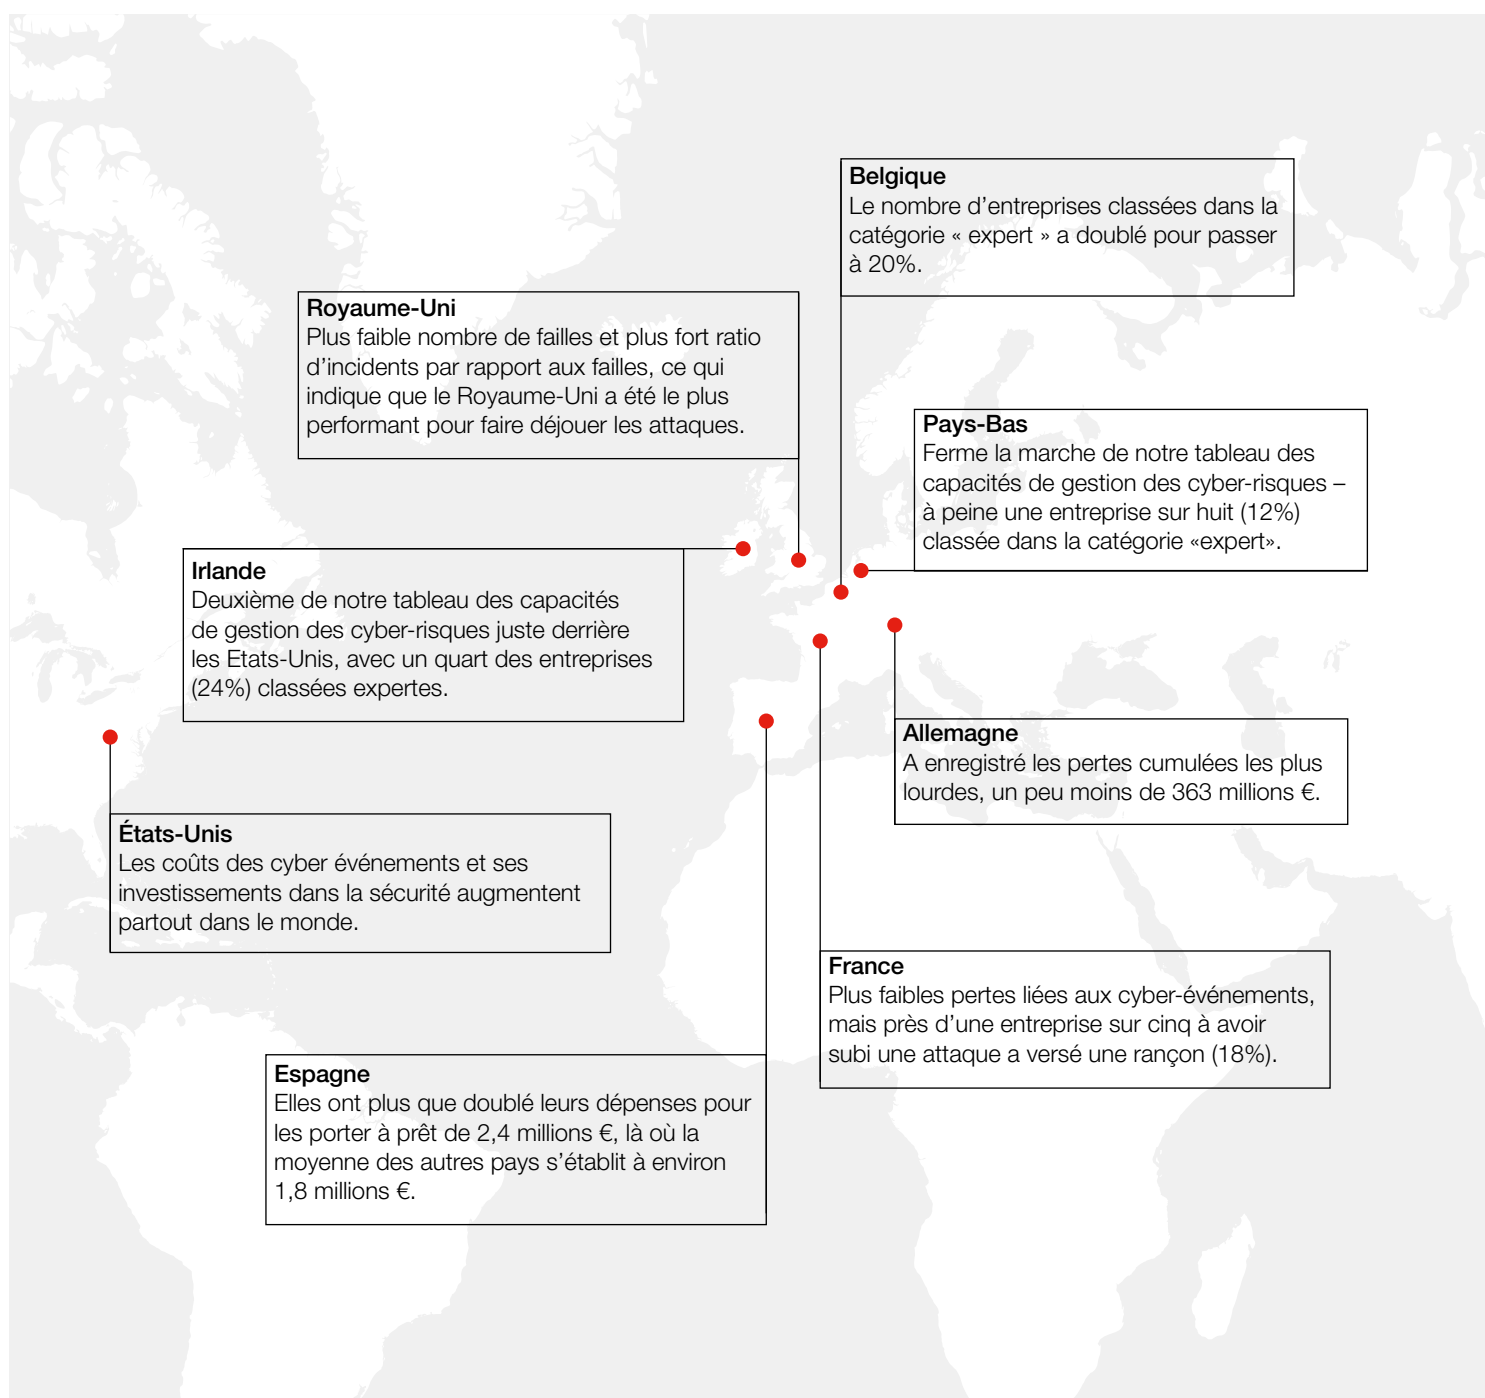 Belgique
Le nombre d’entreprises classées dans la
catégorie « expert » a doublé pour passer
à 20%.
Royaume-Uni
Plus faible nombre de failles et plus fort ratio
d’incidents par rapport aux failles, ce qui
indique que le Royaume-Uni a été le plus
performant pour faire déjouer les attaques.
Pays-Bas
Ferme la marche de notre tableau des
capacités de gestion des cyber-risques –
à peine une entreprise sur huit (12%)
classée dans la catégorie «expert».
Irlande
Deuxième de notre tableau des capacités
de gestion des cyber-risques juste derrière
les Etats-Unis, avec un quart des entreprises
(24%) classées expertes.
Allemagne
A enregistré les pertes cumulées les plus
lourdes, un peu moins de 363 millions €.
États-Unis
Les coûts des cyber événements et ses
investissements dans la sécurité augmentent
partout dans le monde.
France
Plus faibles pertes liées aux cyber-événements,
mais près d’une entreprise sur cinq à avoir
subi une attaque a versé une rançon (18%).
Espagne
Elles ont plus que doublé leurs dépenses pour
les porter à prêt de 2,4 millions €, là où la
moyenne des autres pays s’établit à environ
1,8 millions €.